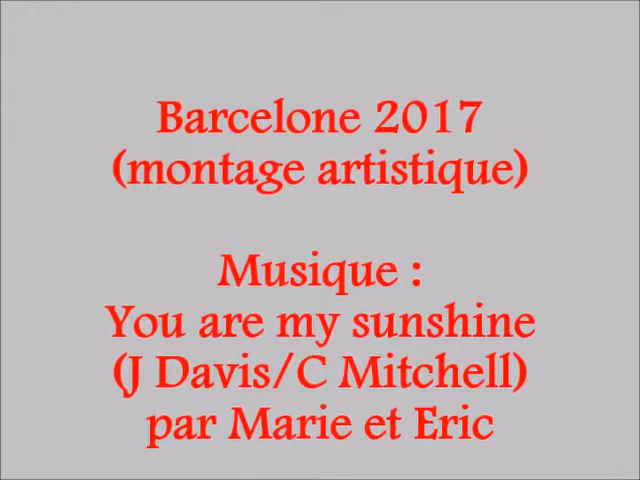 Barcelone 2017
(montage artistique)
Musique :
You are my sunshine
(J Davis/C Mitchell)
par Marie et Eric